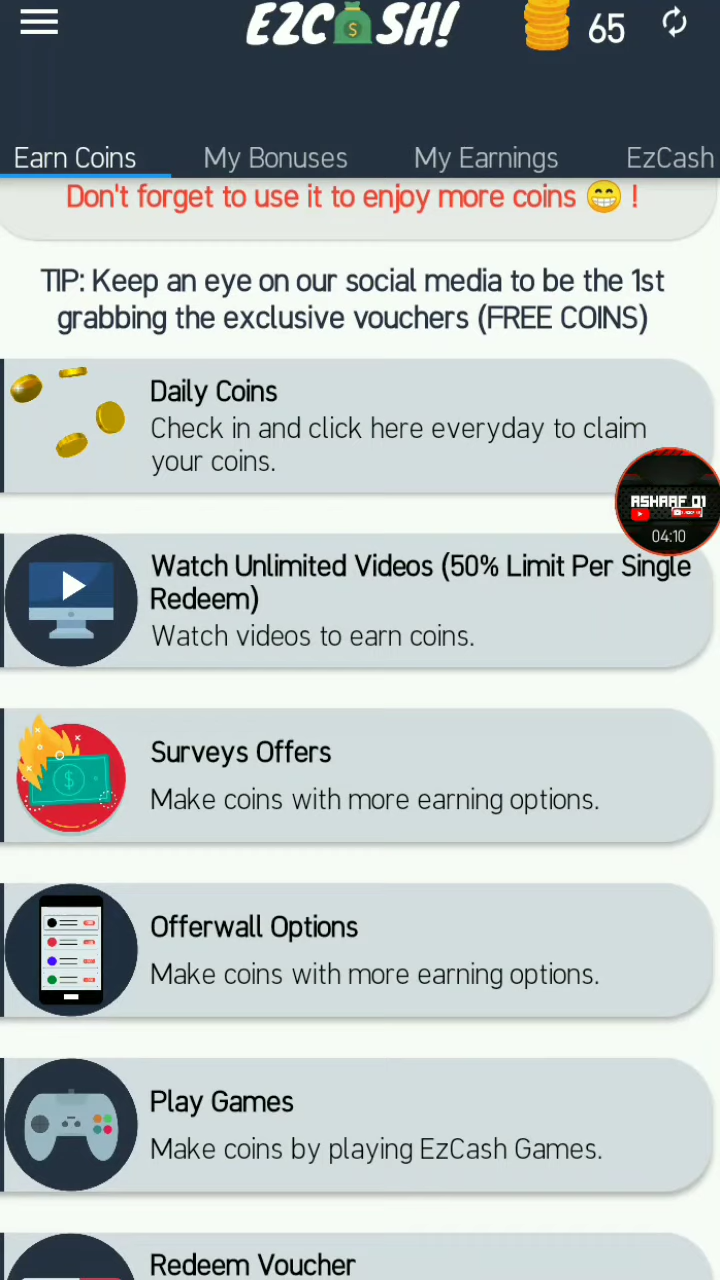 EZCASH!
65
Earn Coins
My Bonuses
My Earnings
EzCash
Don't forget to use it to enjoy more coins 😁 !
TIP: Keep an eye on our social media to be the 1st
grabbing the exclusive vouchers (FREE COINS)
Daily Coins
Check in and click here everyday to claim
your coins.
ASHRAF 01
04:10
Watch Unlimited Videos (50% Limit Per Single
Redeem)
Watch videos to earn coins.
Surveys Offers
Make coins with more earning options.
Offerwall Options
Make coins with more earning options.
Play Games
Make coins by playing EzCash Games.
Redeem Voucher